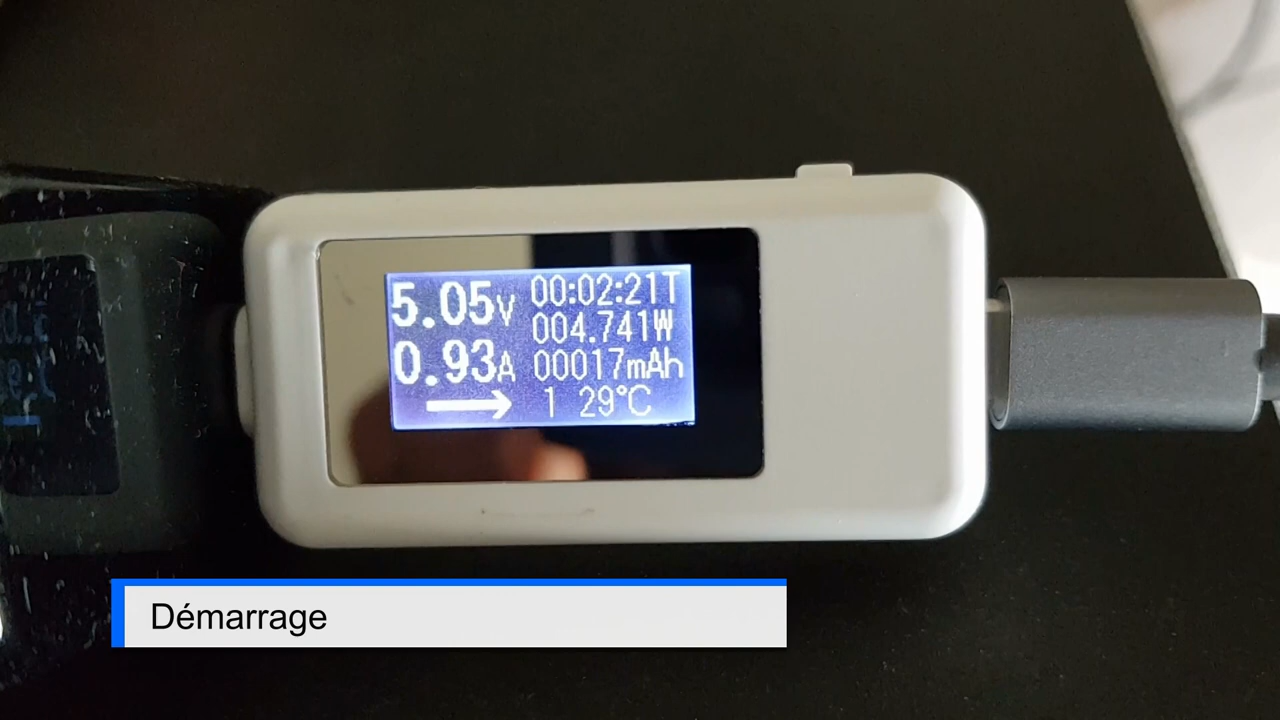 5.05V
0.93A
00:02:21T
004.741W
00017mAh
1 29°C
Démarrage